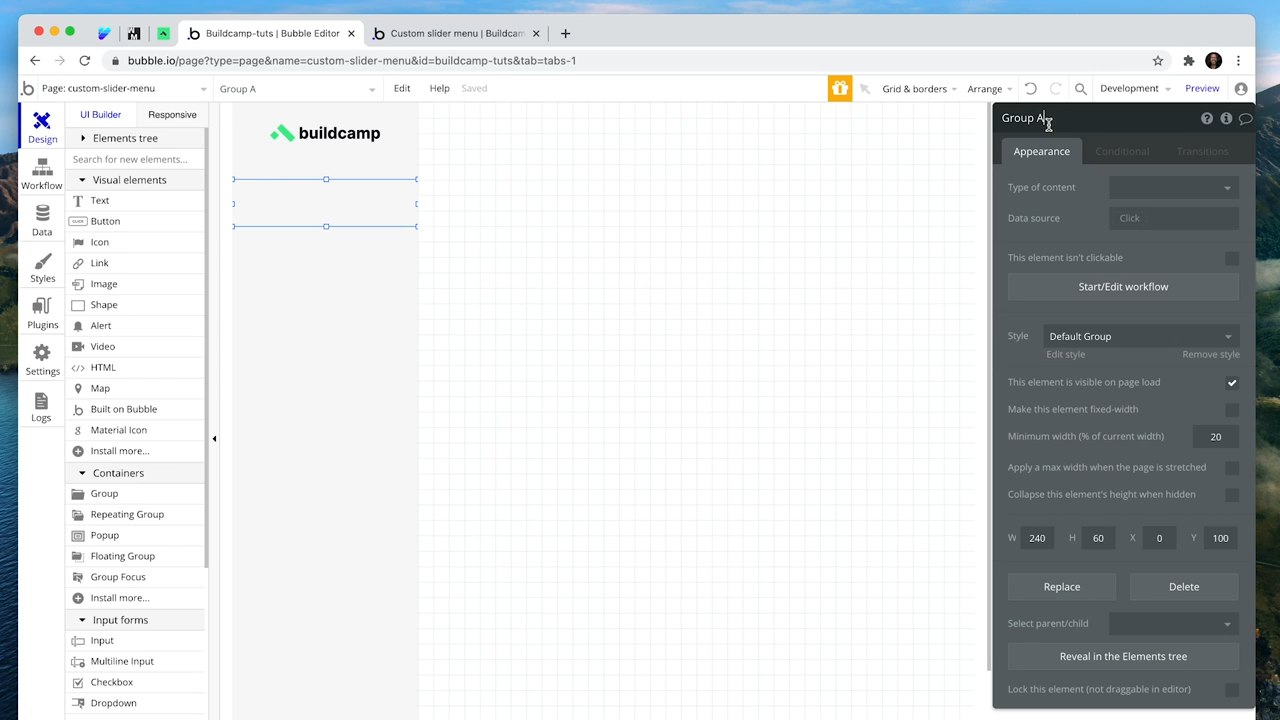 Buildcamp-tuts | Bubble Editor
Custom slider menu | Buildcam
bubble.io/page?type=page&name=custom-slider-menu&id=buildcamp-tuts&tab=tabs-1
Page: custom-slider
Group A
Edit
Help
Saved
Grid & borders
Arrange
Development
Preview
Design
Workflow
Data
Styles
Plugins
Settings
Logs
UI Builder
Responsive
Elements tree
Search for new elements...
Visual elements
Text
CLICK Button
Icon
Link
Image
Shape
Alert
Video
HTML
Map
Built on Bubble
g Material Icon
Install more...
Containers
Group
Repeating Group
Popup
Floating Group
Group Focus
Install more...
Input forms
Input
Multiline Input
Checkbox
Dropdown
buildcamp
Group A
Appearance
Conditional
Transitions
Type of content
Data source
Click
This element isn't clickable
Start/Edit workflow
Style
Default Group
Edit style
Remove style
This element is visible on page load
Make this element fixed-width
Minimum width (% of current width)
20
Apply a max width when the page is stretched
Collapse this element's height when hidden
W 240 H 60 X 0 Y 100
Replace
Delete
Select parent/child
Reveal in the Elements tree
Lock this element (not draggable in editor)